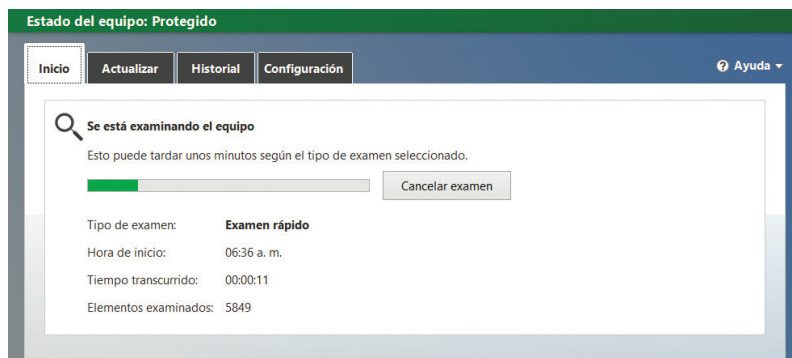 Estado del equipo: Protegido
Inicio Actualizar Historial Configuración Ayuda
Se está examinando el equipo
Esto puede tardar unos minutos según el tipo de examen seleccionado.
Cancelar examen
Tipo de examen: Examen rápido
Hora de inicio: 06:36 a. m.
Tiempo transcurrido: 00:00:11
Elementos examinados: 5849